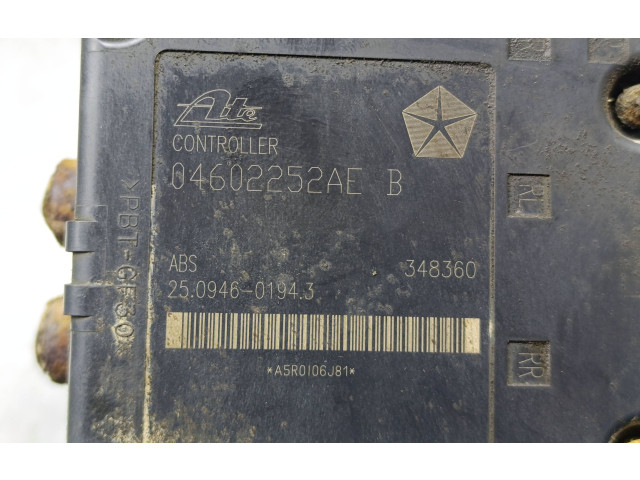 Ate
CONTROLLER
04602252AE B
ABS 348360
25.0946-0194.3
*A5R0I06J81*
>PBT-GF30<
RL
RR